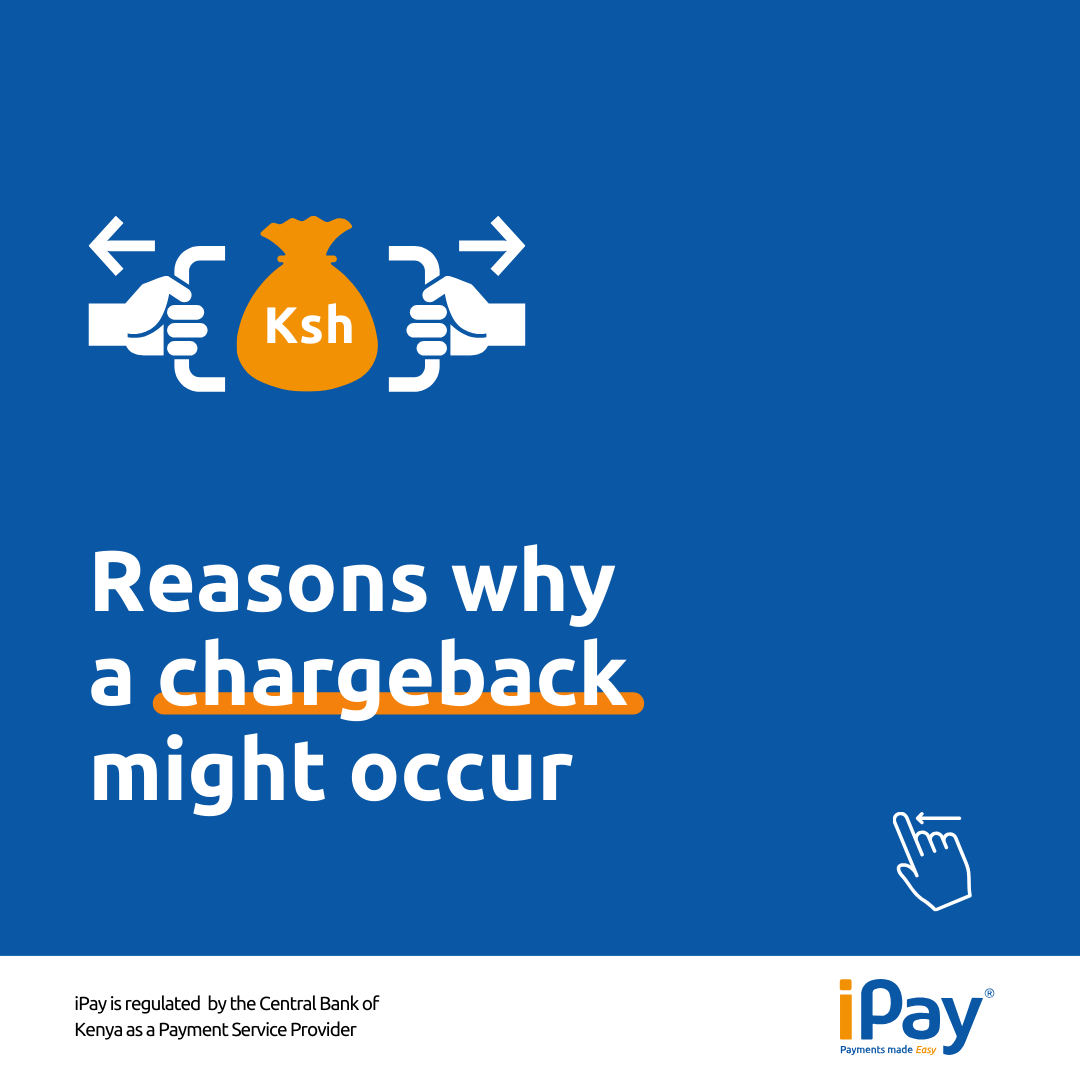 Ksh
Reasons why
a chargeback
might occur
iPay is regulated  by the Central Bank of
Kenya as a Payment Service Provider
iPay®
Payments made Easy